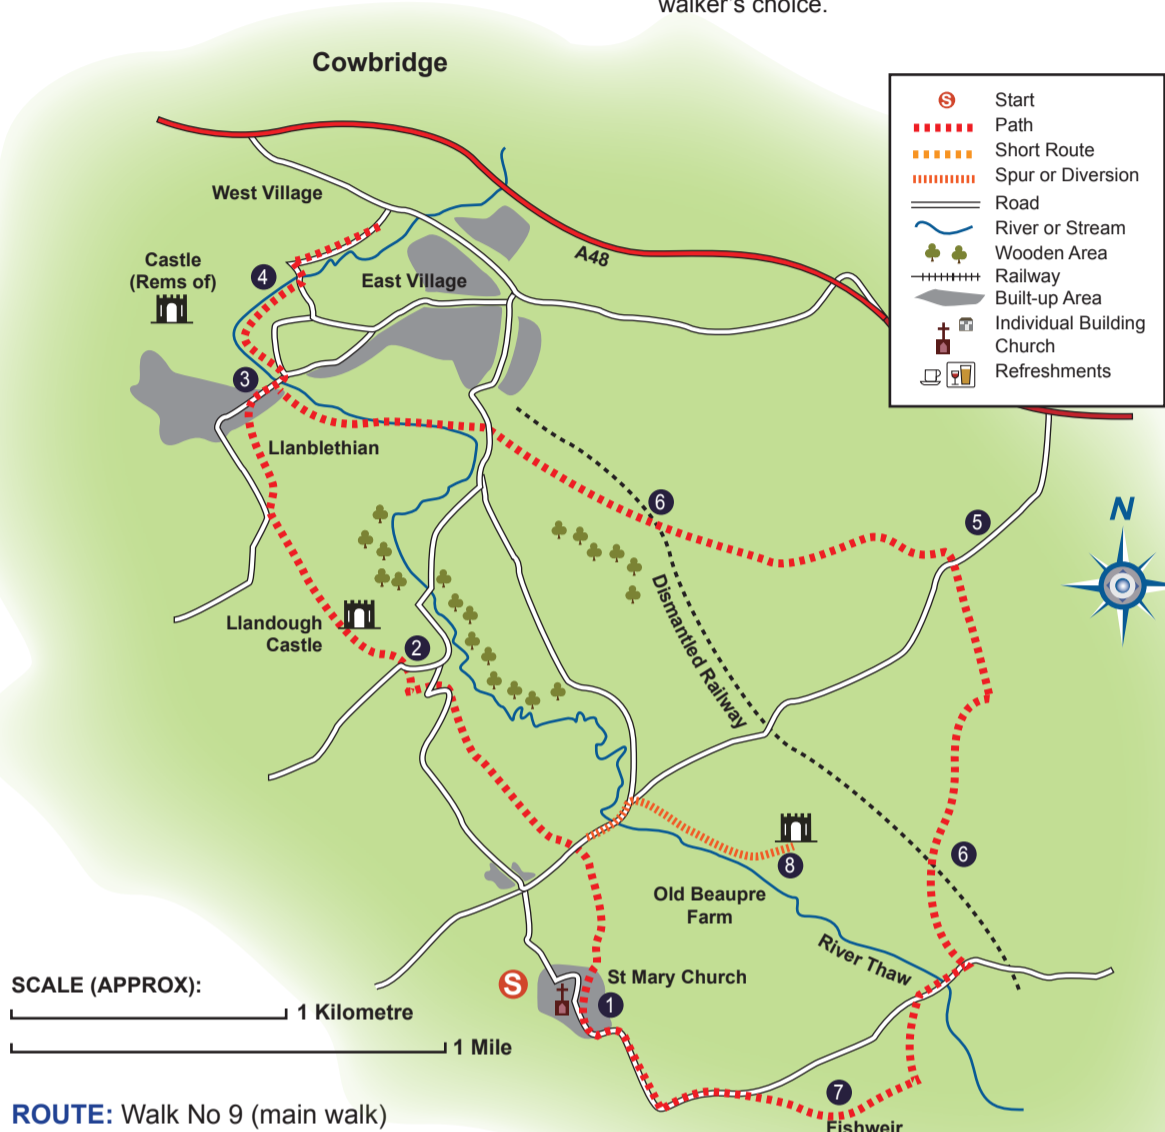 walker's choice.
Cowbridge
S Start
Path
Short Route
Spur or Diversion
Road
River or Stream
Wooden Area
Railway
Built-up Area
Individual Building
Church
Refreshments
West Village
A48
Castle
(Rems of)
4
East Village
3
Llanblethian
6
5
N
Dismantled Railway
Llandough
Castle
2
8
6
Old Beaupre
Farm
River Thaw
S
St Mary Church
1
SCALE (APPROX):
1 Kilometre
1 Mile
7
Fishweir
ROUTE: Walk No 9 (main walk)